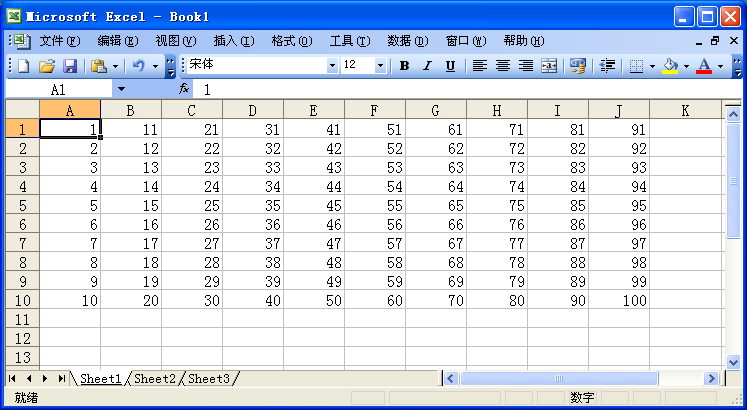 Microsoft Excel - Book1
文件(F) 编辑(E) 视图(V) 插入(I) 格式(O) 工具(T) 数据(D) 窗口(W) 帮助(H)
宋体 12 B I U A
A1 fx 1
A B C D E F G H I J K
1 1 11 21 31 41 51 61 71 81 91
2 2 12 22 32 42 52 62 72 82 92
3 3 13 23 33 43 53 63 73 83 93
4 4 14 24 34 44 54 64 74 84 94
5 5 15 25 35 45 55 65 75 85 95
6 6 16 26 36 46 56 66 76 86 96
7 7 17 27 37 47 57 67 77 87 97
8 8 18 28 38 48 58 68 78 88 98
9 9 19 29 39 49 59 69 79 89 99
10 10 20 30 40 50 60 70 80 90 100
11
12
13
Sheet1 Sheet2 Sheet3
就绪 数字